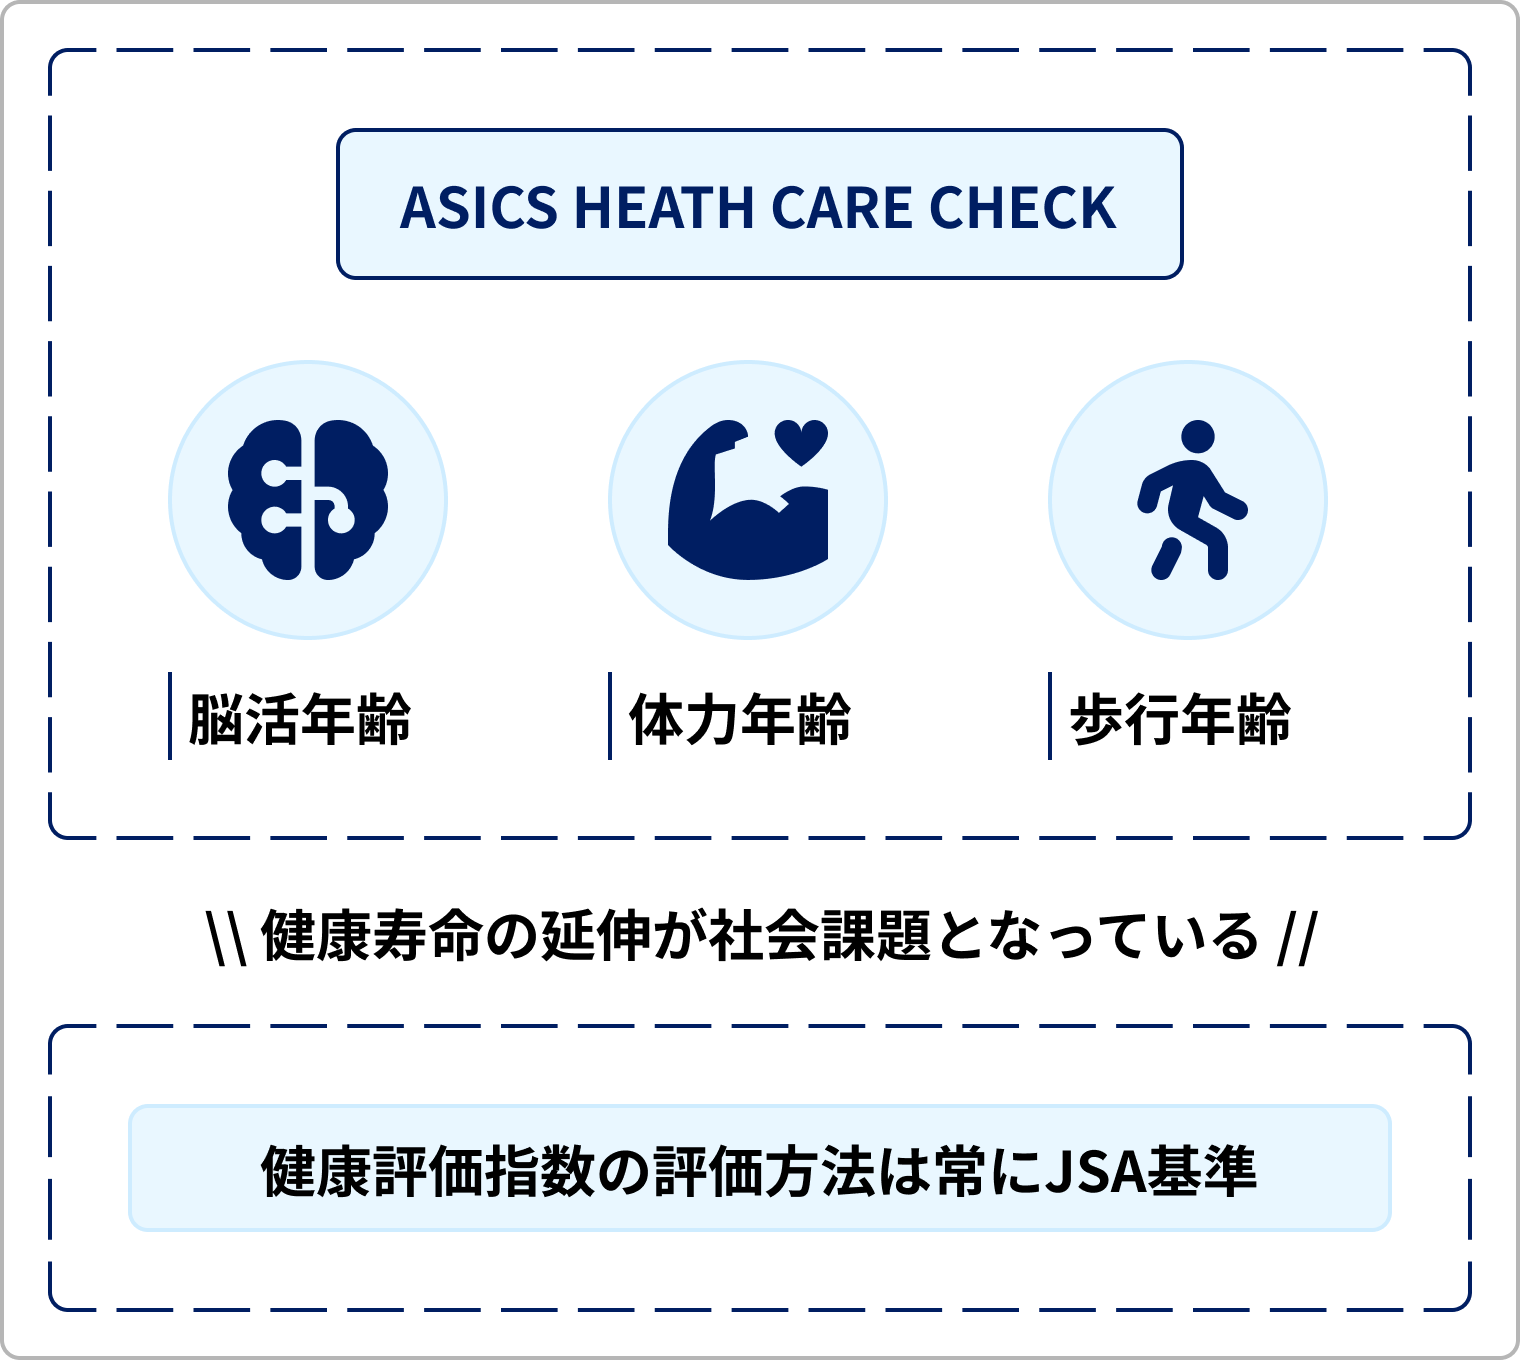 ASICS HEATH CARE CHECK
脳活年齢
体力年齢
歩行年齢
\\ 健康寿命の延伸が社会課題となっている //
健康評価指数の評価方法は常にJSA基準